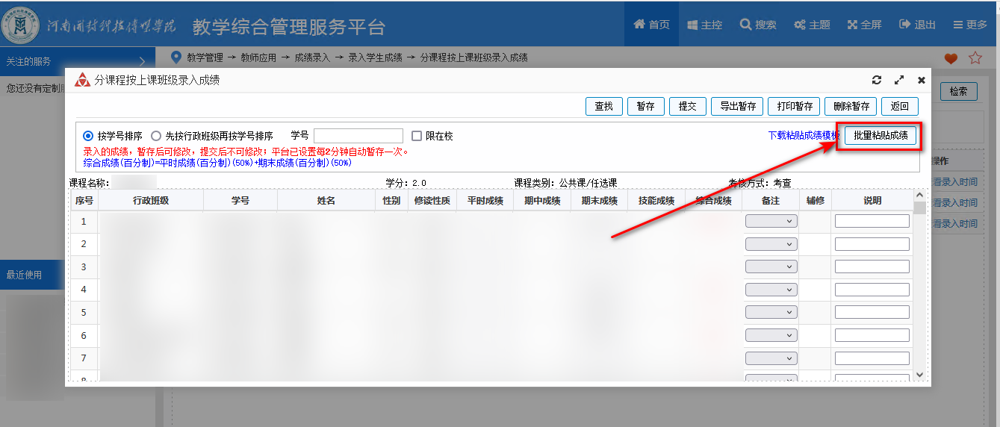 教学综合管理服务平台 首页 主控 搜索 主题 全屏 退出 更多
关注的服务
教学管理 → 教师应用 → 成绩录入 → 录入学生成绩 → 分课程按上课班级录入成绩
您还没有定制
分课程按上课班级录入成绩
检索
查找 暂存 提交 导出暂存 打印暂存 删除暂存 返回
按学号排序 先按行政班级再按学号排序 学号 限在校 下载粘贴成绩模板 批量粘贴成绩
录入的成绩，暂存后可修改，提交后不可修改；平台已设置每2分钟自动暂存一次。
综合成绩(百分制)=平时成绩(百分制)(50%)+期末成绩(百分制)(50%)
操作
课程名称： 学分：2.0 课程类别：公共课/任选课 考核方式：考查
看录入时间
序号 行政班级 学号 姓名 性别 修读性质 平时成绩 期中成绩 期末成绩 技能成绩 综合成绩 备注 辅修 说明
看录入时间
1
看录入时间
2
3
最近使用
4
5
6
7
8